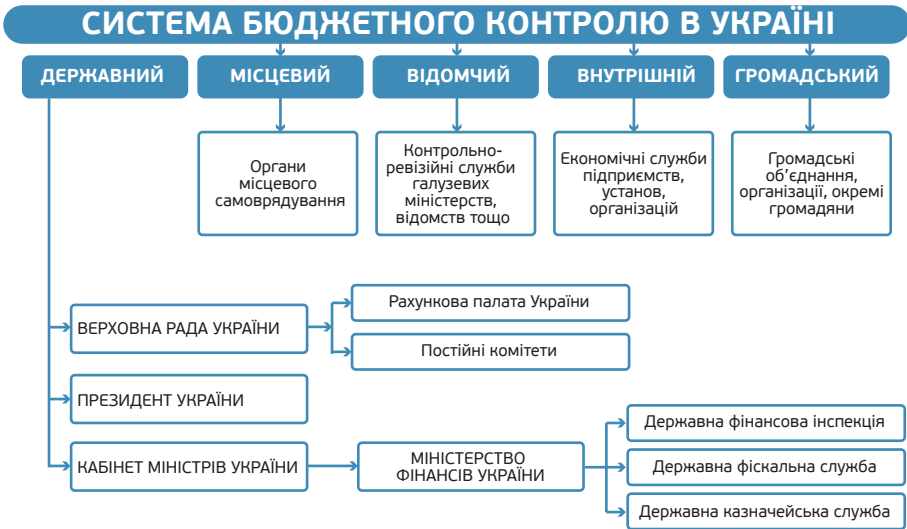 СИСТЕМА БЮДЖЕТНОГО КОНТРОЛЮ В УКРАЇНІ
ДЕРЖАВНИЙ
МІСЦЕВИЙ
ВІДОМЧИЙ
ВНУТРІШНІЙ
ГРОМАДСЬКИЙ
Органи
місцевого
самоврядування
Контрольно-
ревізійні служби
галузевих
міністерств,
відомств тощо
Економічні служби
підприємств,
установ,
організацій
Громадські
об’єднання,
організації, окремі
громадяни
ВЕРХОВНА РАДА УКРАЇНИ
Рахункова палата України
Постійні комітети
ПРЕЗИДЕНТ УКРАЇНИ
КАБІНЕТ МІНІСТРІВ УКРАЇНИ
МІНІСТЕРСТВО
ФІНАНСІВ УКРАЇНИ
Державна фінансова інспекція
Державна фіскальна служба
Державна казначейська служба